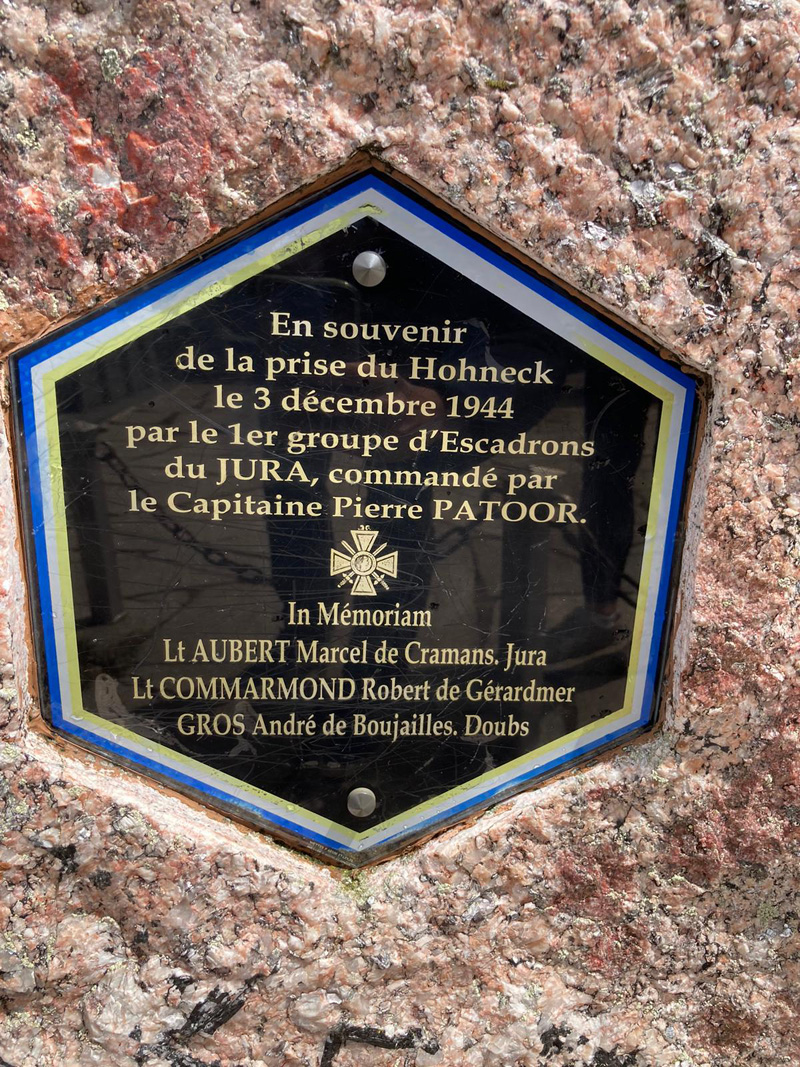 En souvenir
de la prise du Hohneck
le 3 décembre 1944
par le 1er groupe d'Escadrons
du JURA, commandé par
le Capitaine Pierre PATOOR.
In Mémoriam
Lt AUBERT Marcel de Cramans. Jura
Lt COMMARMOND Robert de Gérardmer
GROS André de Boujailles. Doubs